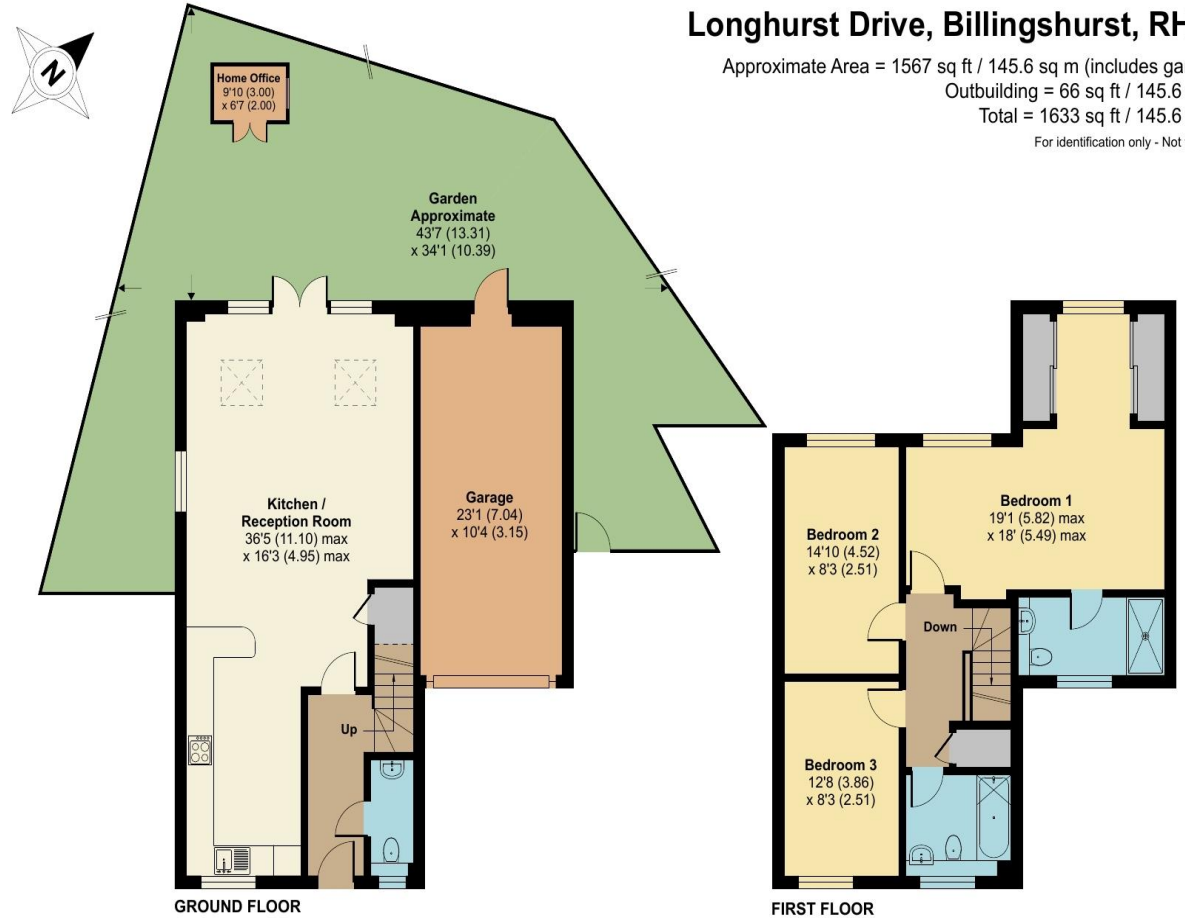 Longhurst Drive, Billingshurst, RH
Approximate Area = 1567 sq ft / 145.6 sq m (includes ga
Outbuilding = 66 sq ft / 145.6
Total = 1633 sq ft / 145.6
For identification only - Not
N
Home Office
9'10 (3.00)
x 6'7 (2.00)
Garden
Approximate
43'7 (13.31)
x 34'1 (10.39)
Kitchen /
Reception Room
36'5 (11.10) max
x 16'3 (4.95) max
Garage
23'1 (7.04)
x 10'4 (3.15)
Up
GROUND FLOOR
Bedroom 1
19'1 (5.82) max
x 18' (5.49) max
Bedroom 2
14'10 (4.52)
x 8'3 (2.51)
Down
Bedroom 3
12'8 (3.86)
x 8'3 (2.51)
FIRST FLOOR